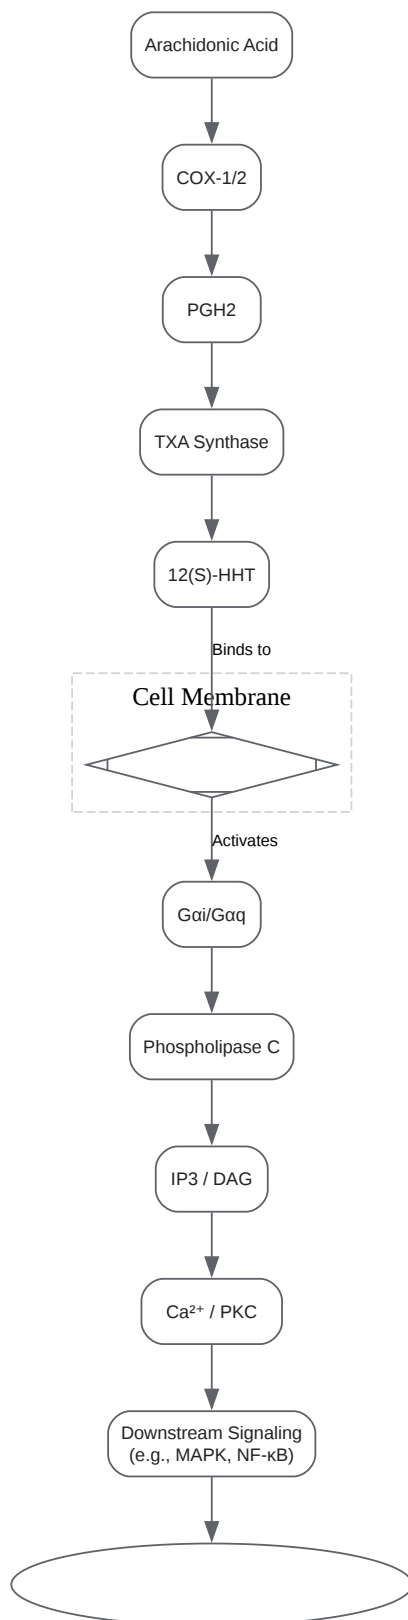 Arachidonic Acid
COX-1/2
PGH2
TXA Synthase
12(S)-HHT
Binds to
Cell Membrane
Activates
Gαi/Gαq
Phospholipase C
IP3 / DAG
Ca²⁺ / PKC
Downstream Signaling
(e.g., MAPK, NF-κB)